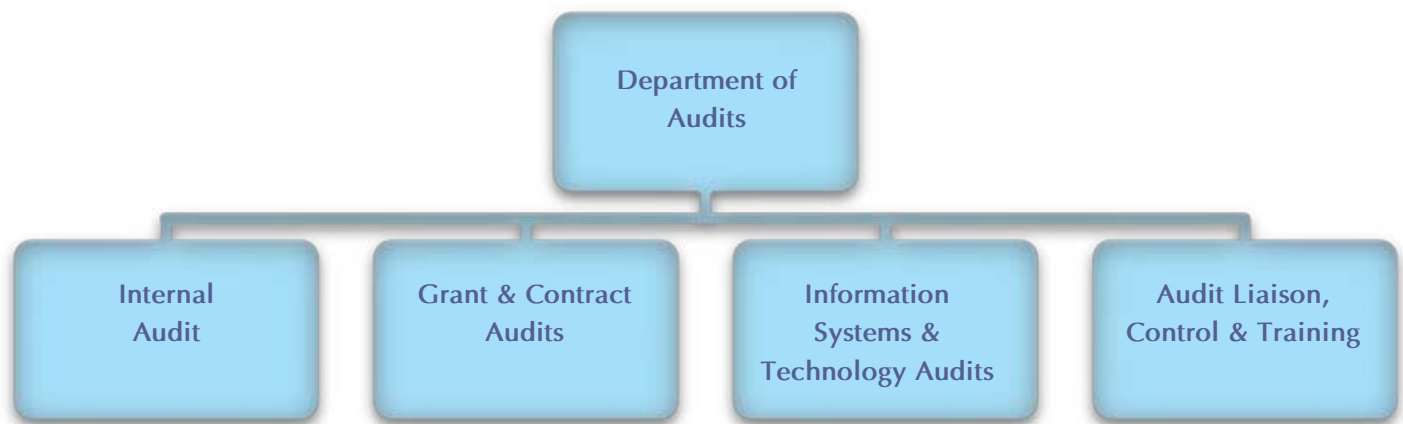 Department of
Audits
Internal
Audit
Grant & Contract
Audits
Information
Systems &
Technology Audits
Audit Liaison,
Control & Training